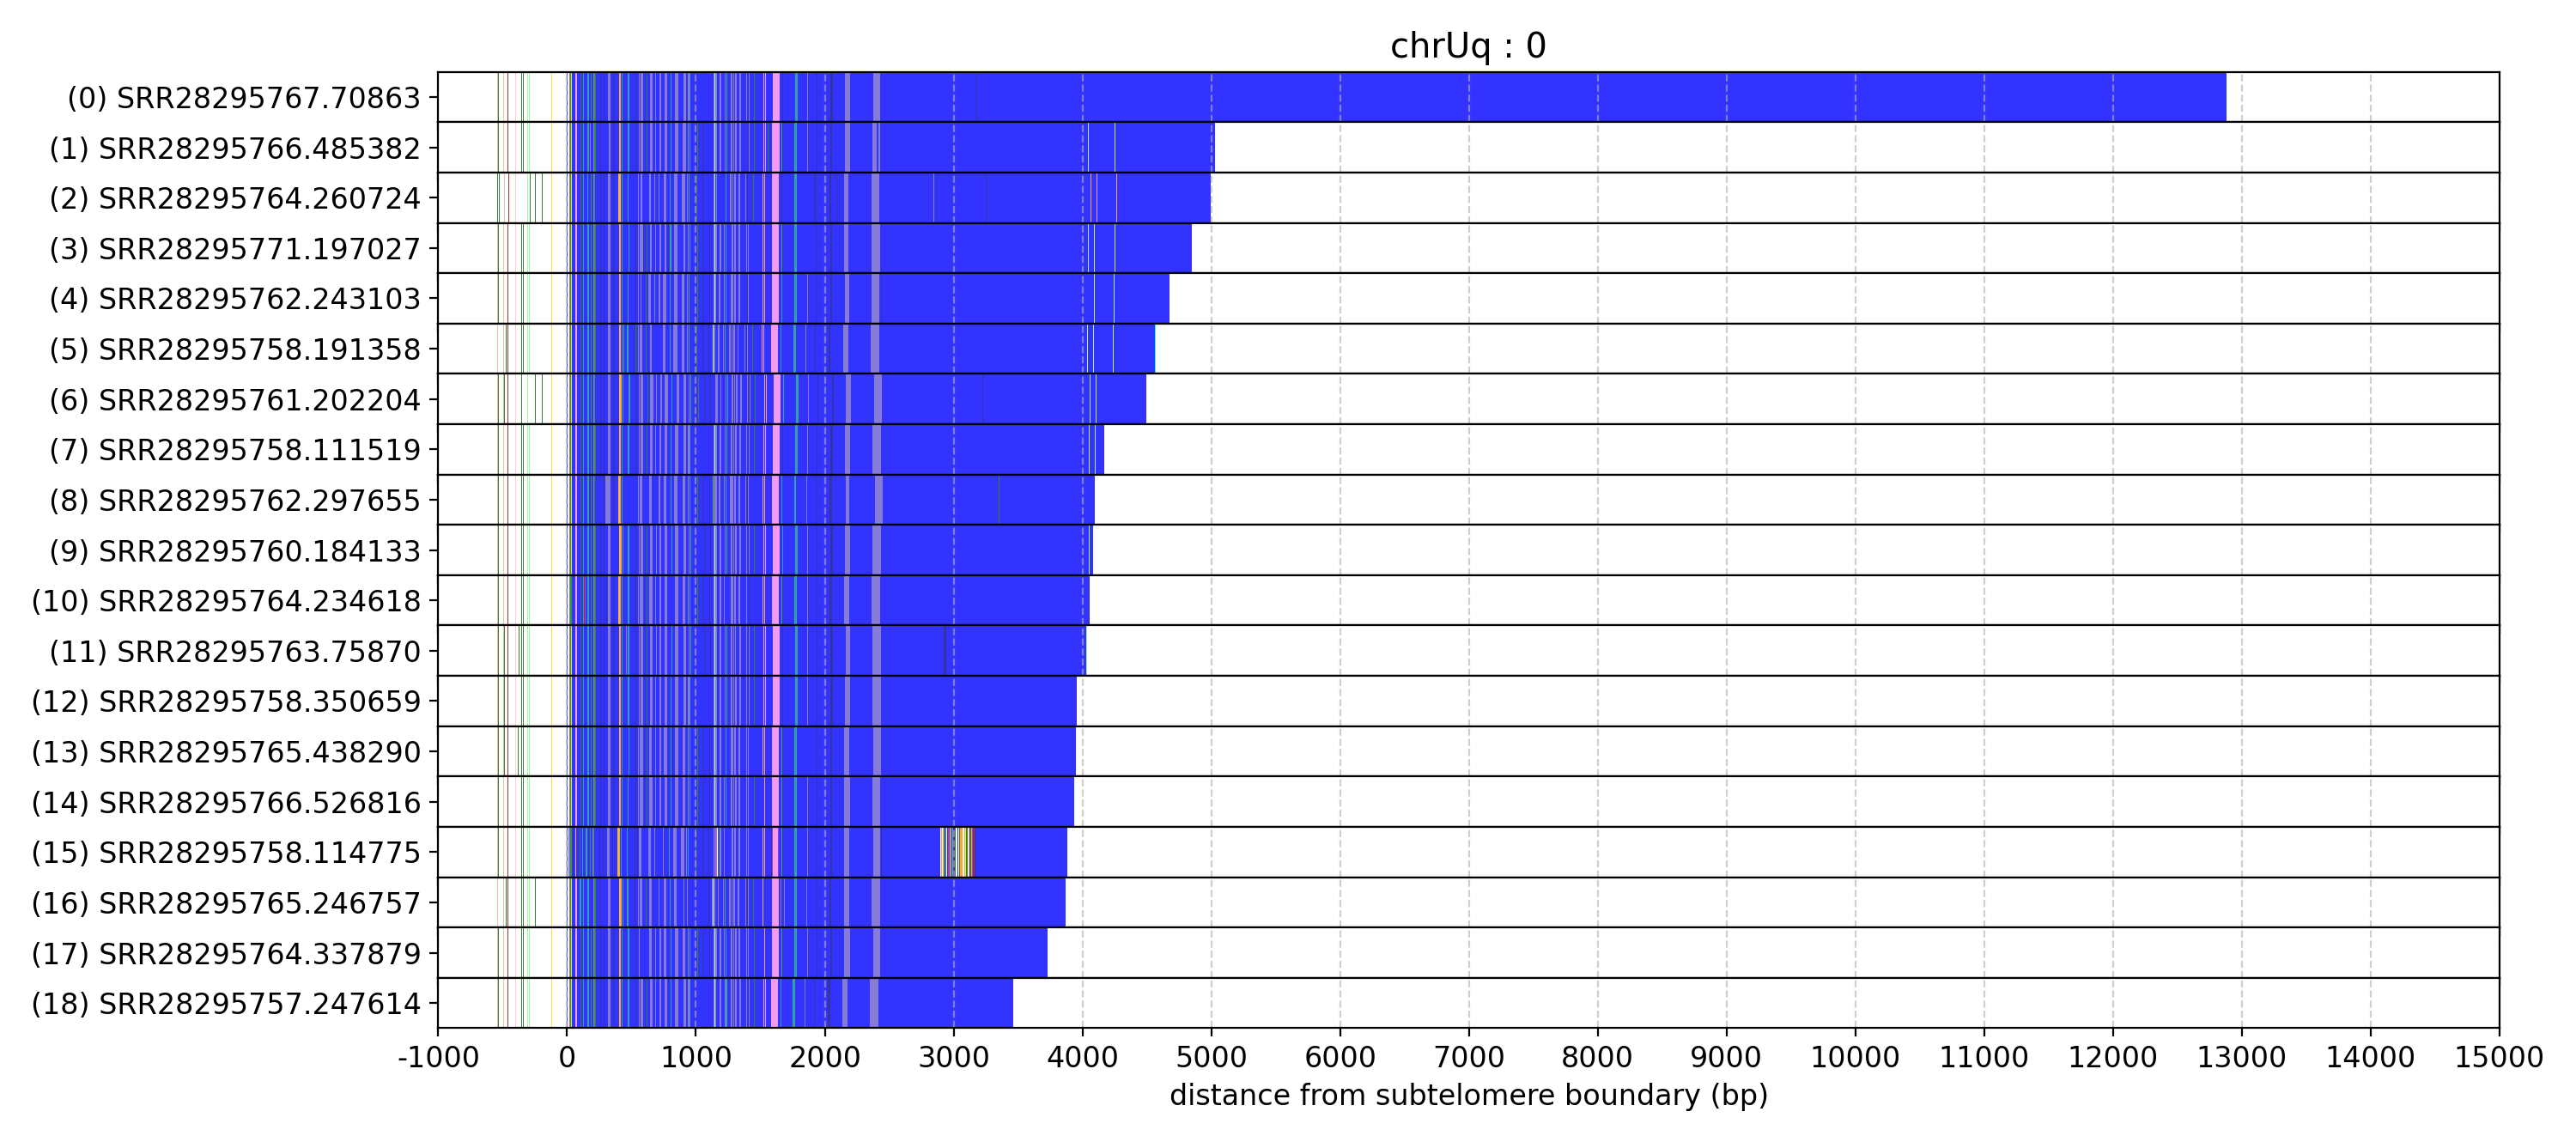 chrUq : 0
(0) SRR28295767.70863
(1) SRR28295766.485382
(2) SRR28295764.260724
(3) SRR28295771.197027
(4) SRR28295762.243103
(5) SRR28295758.191358
(6) SRR28295761.202204
(7) SRR28295758.111519
(8) SRR28295762.297655
(9) SRR28295760.184133
(10) SRR28295764.234618
(11) SRR28295763.75870
(12) SRR28295758.350659
(13) SRR28295765.438290
(14) SRR28295766.526816
(15) SRR28295758.114775
(16) SRR28295765.246757
(17) SRR28295764.337879
(18) SRR28295757.247614
-1000 0 1000 2000 3000 4000 5000 6000 7000 8000 9000 10000 11000 12000 13000 14000 15000
distance from subtelomere boundary (bp)